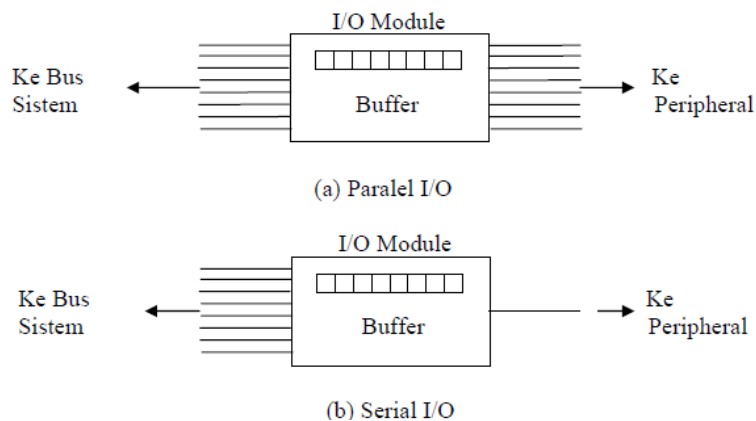 I/O Module
Ke Bus
Sistem
Buffer
Ke
Peripheral
(a) Paralel I/O
I/O Module
Ke Bus
Sistem
Buffer
Ke
Peripheral
(b) Serial I/O